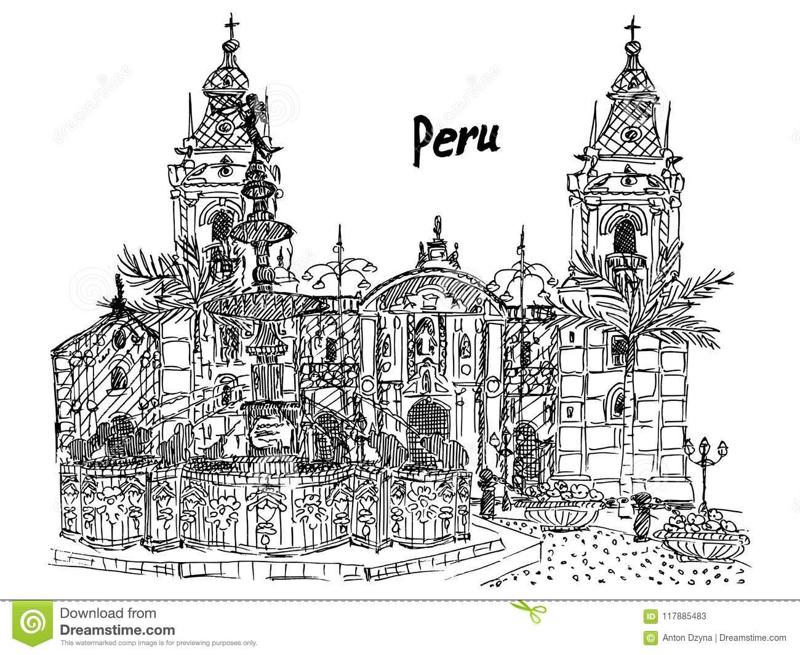 Peru
Download from
Dreamstime.com
This watermarked comp image is for previewing purposes only.
ID 117885483
© Anton Dzyna | Dreamstime.com